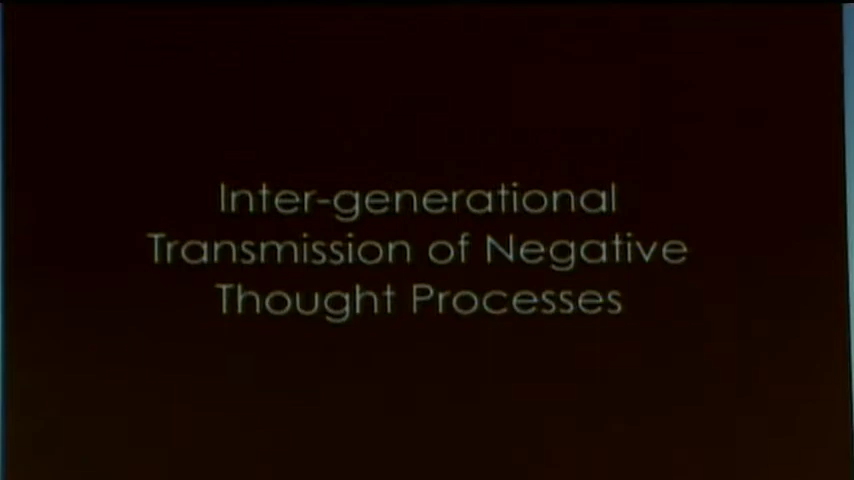 Inter-generational
Transmission of Negative
Thought Processes